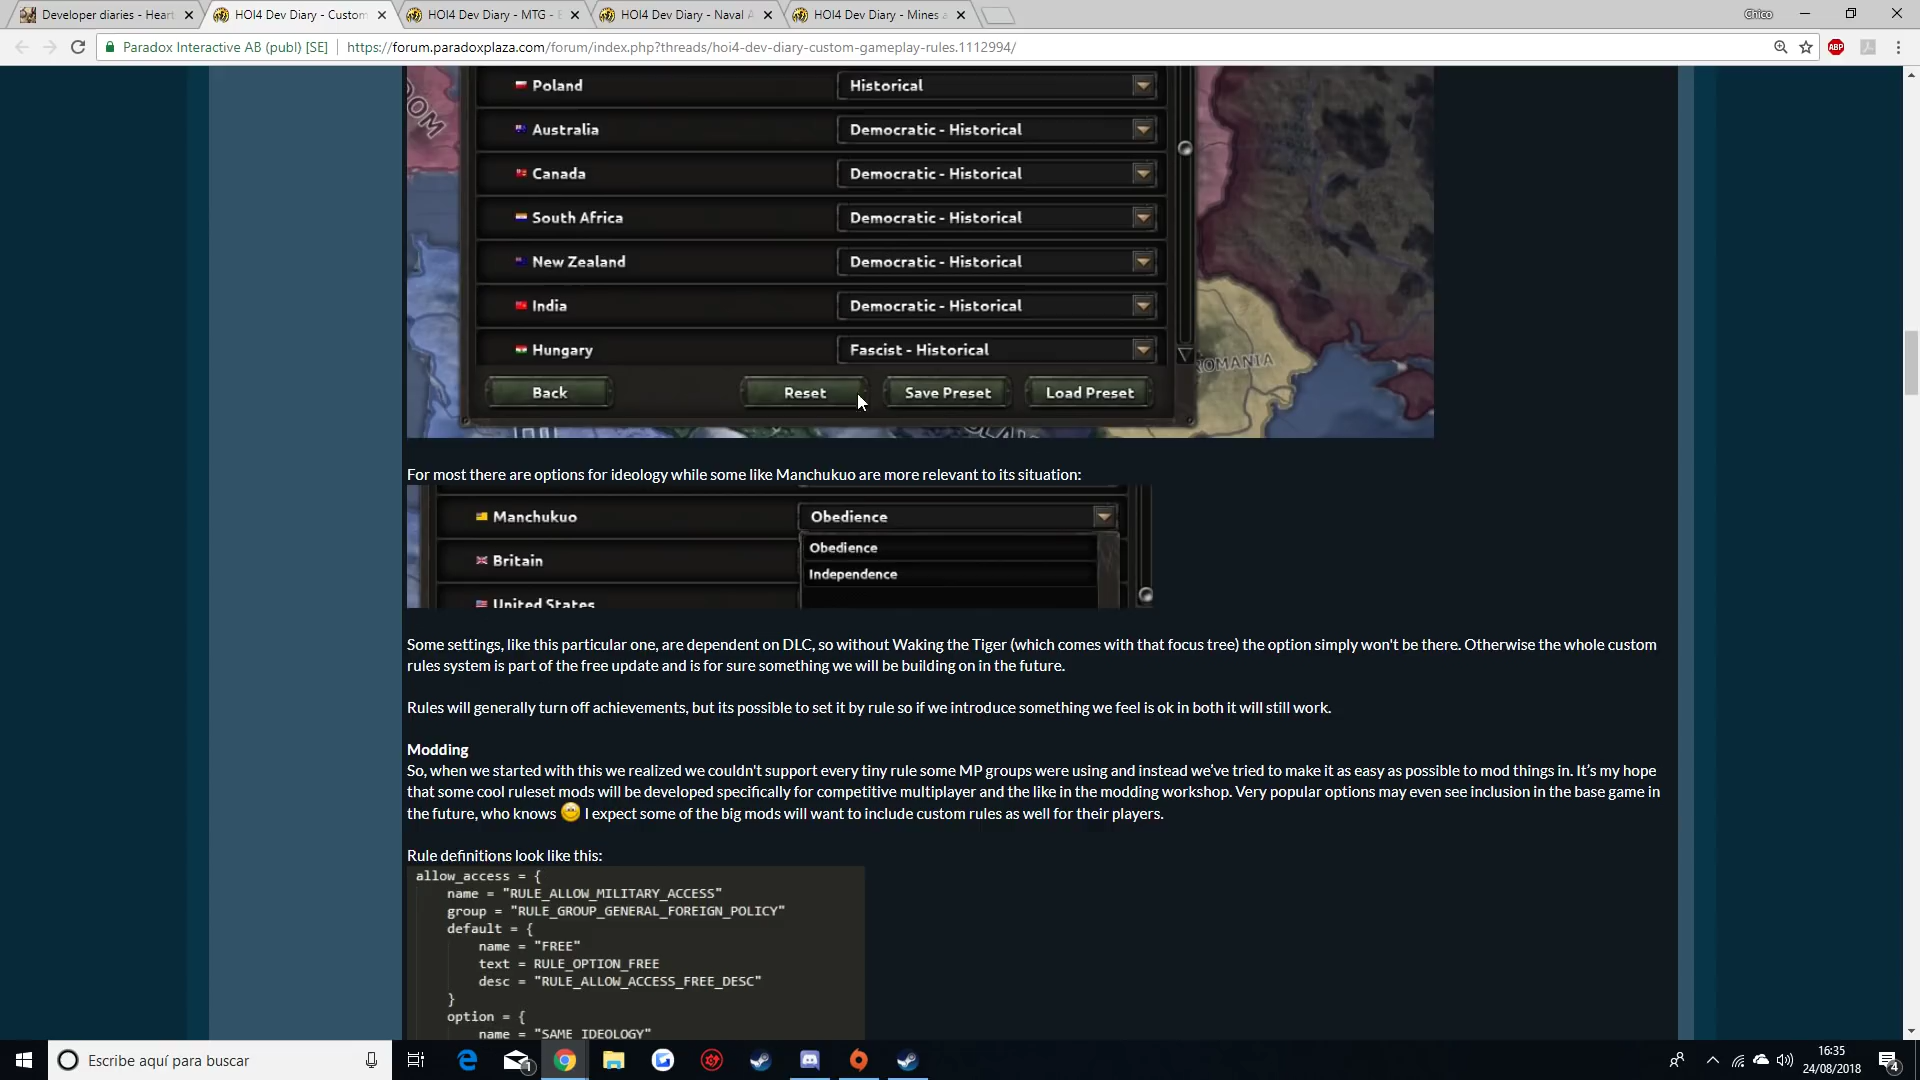 Developer diaries - Heart
HOI4 Dev Diary - Custom
HOI4 Dev Diary - MTG - E
HOI4 Dev Diary - Naval A
HOI4 Dev Diary - Mines a
Chico
Paradox Interactive AB (publ) [SE]
https://forum.paradoxplaza.com/forum/index.php?threads/hoi4-dev-diary-custom-gameplay-rules.1112994/
ABP
Poland Historical
Australia Democratic - Historical
Canada Democratic - Historical
South Africa Democratic - Historical
New Zealand Democratic - Historical
India Democratic - Historical
Hungary Fascist - Historical
ROMANIA
Back Reset Save Preset Load Preset
For most there are options for ideology while some like Manchukuo are more relevant to its situation:
Manchukuo Obedience
Obedience
Britain
Independence
United States
Some settings, like this particular one, are dependent on DLC, so without Waking the Tiger (which comes with that focus tree) the option simply won't be there. Otherwise the whole custom
rules system is part of the free update and is for sure something we will be building on in the future.
Rules will generally turn off achievements, but its possible to set it by rule so if we introduce something we feel is ok in both it will still work.
Modding
So, when we started with this we realized we couldn't support every tiny rule some MP groups were using and instead we've tried to make it as easy as possible to mod things in. It's my hope
that some cool ruleset mods will be developed specifically for competitive multiplayer and the like in the modding workshop. Very popular options may even see inclusion in the base game in
the future, who knows I expect some of the big mods will want to include custom rules as well for their players.
Rule definitions look like this:
allow_access = {
name = "RULE_ALLOW_MILITARY_ACCESS"
group = "RULE_GROUP_GENERAL_FOREIGN_POLICY"
default = {
name = "FREE"
text = RULE_OPTION_FREE
desc = "RULE_ALLOW_ACCESS_FREE_DESC"
}
option = {
name = "SAME_IDEOLOGY"
Escribe aquí para buscar
1
16:35
24/08/2018
4